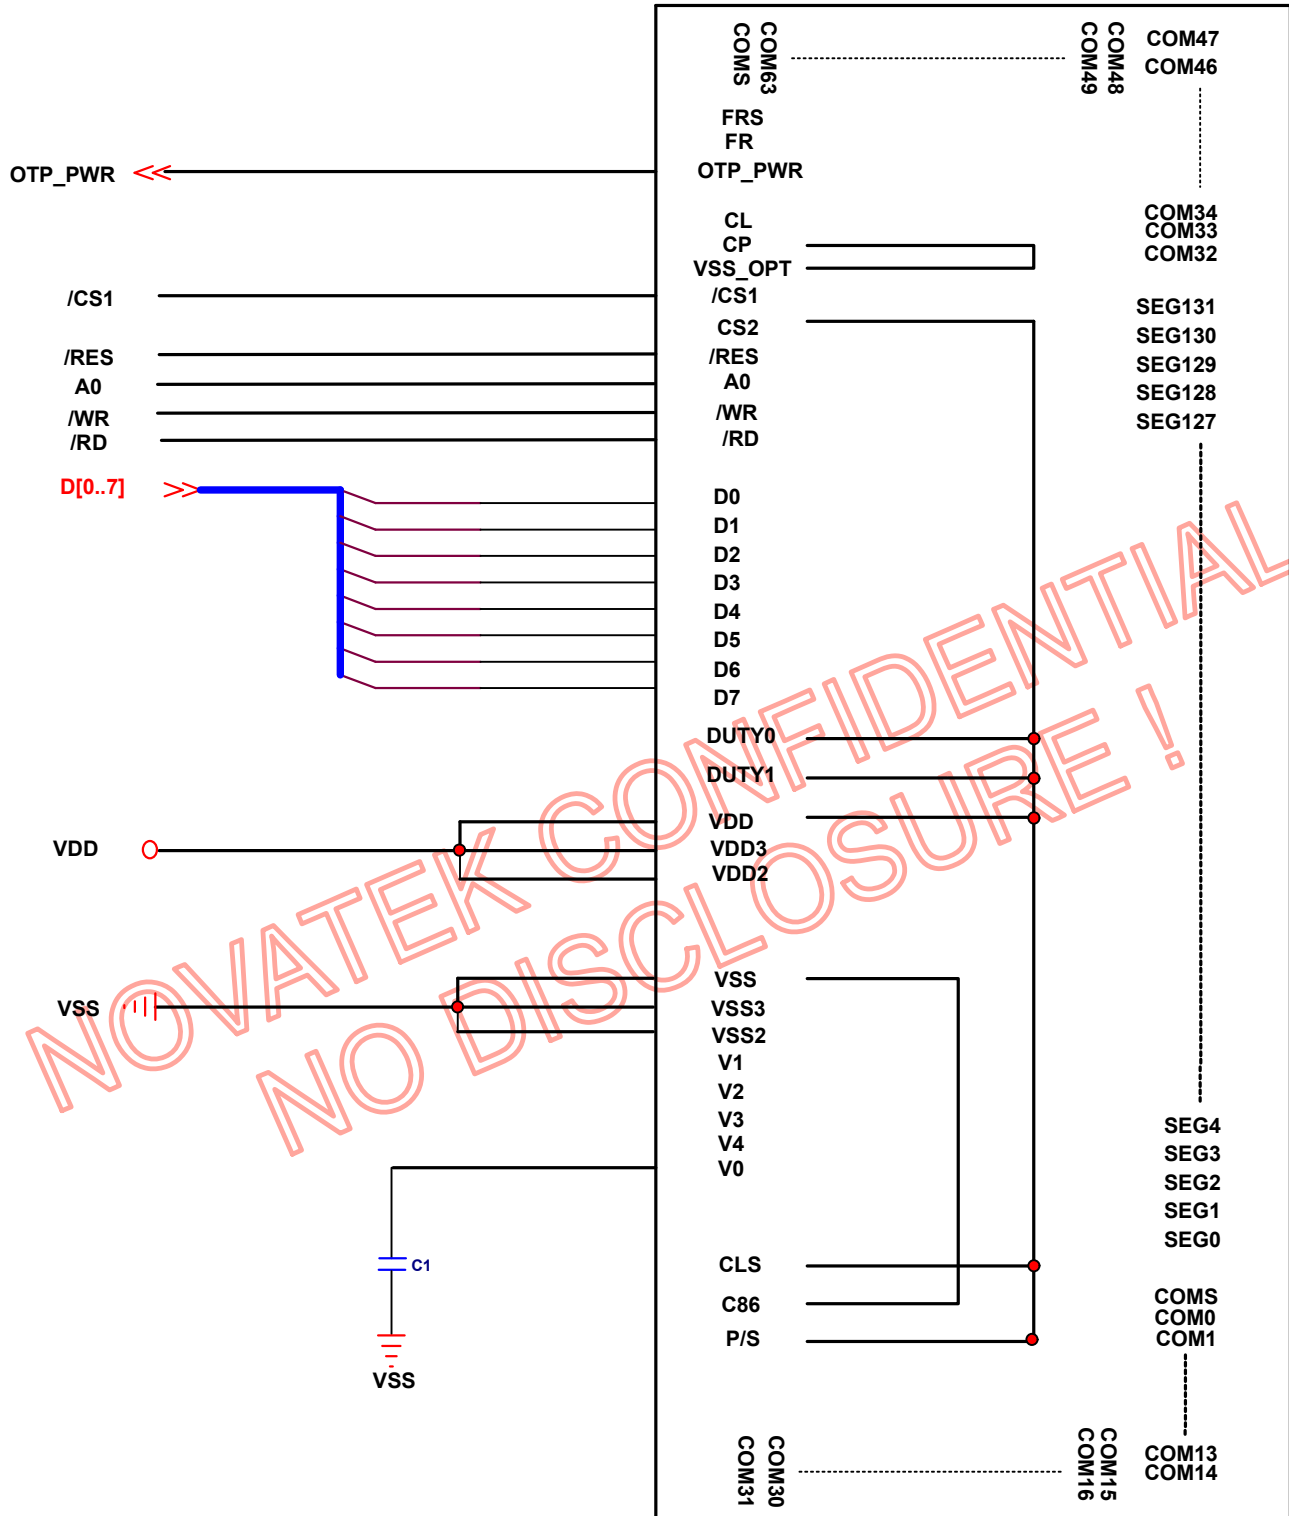 COMS
COM63
COM49
COM48
COM47
COM46
FRS
FR
OTP_PWR
OTP_PWR
CL
CP
VSS_OPT
COM34
COM33
COM32
/CS1
/CS1
CS2
SEG131
SEG130
SEG129
SEG128
SEG127
/RES
/RES
A0
A0
/WR
/WR
/RD
/RD
D[0..7]
D0
D1
D2
D3
D4
D5
D6
D7
DUTY0
DUTY1
VDD
VDD
VDD3
VDD2
VSS
VSS
VSS3
VSS2
V1
V2
V3
V4
V0
SEG4
SEG3
SEG2
SEG1
SEG0
C1
CLS
C86
P/S
COMS
COM0
COM1
VSS
COM31
COM30
COM16
COM15
COM13
COM14
NOVATEK CONFIDENTIAL
NO DISCLOSURE !